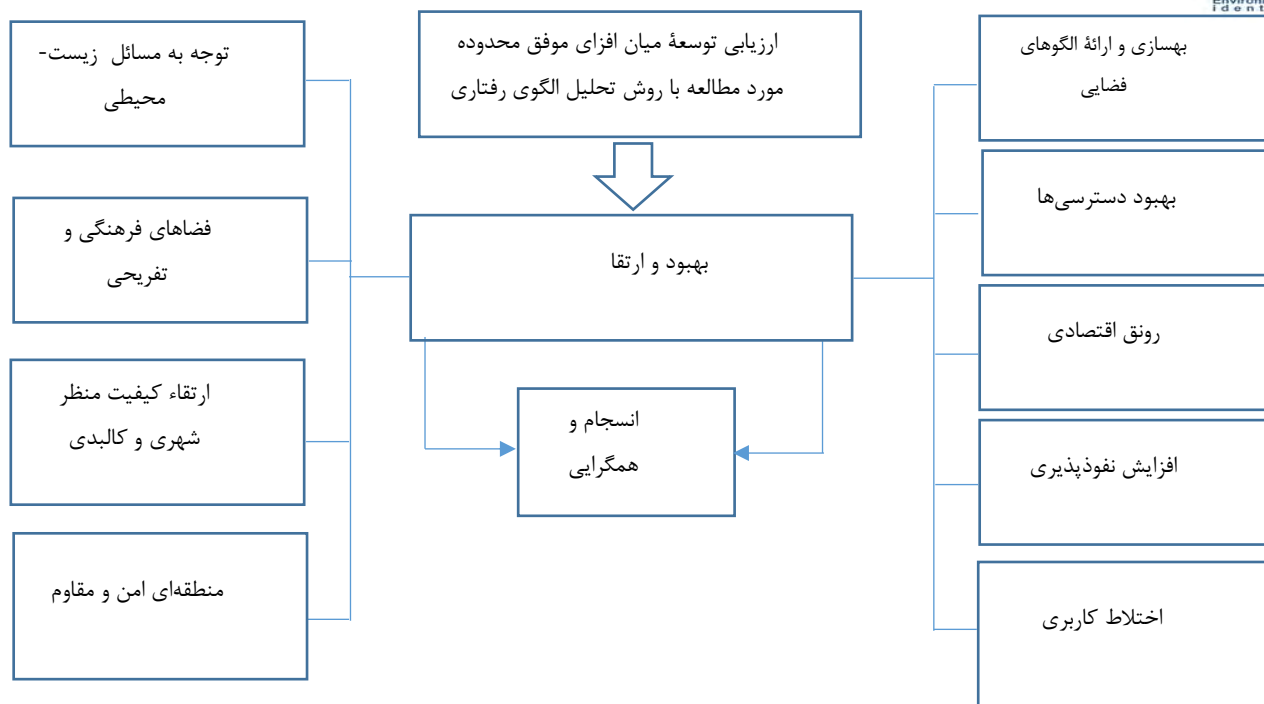 Environ
ident
بهسازی و ارائهٔ الگوهای
فضایی
بهبود دسترسی‌ها
رونق اقتصادی
افزایش نفوذپذیری
اختلاط کاربری
ارزیابی توسعهٔ میان افزای موفق محدوده
مورد مطالعه با روش تحلیل الگوی رفتاری
بهبود و ارتقا
انسجام و
همگرایی
توجه به مسائل زیست-
محیطی
فضاهای فرهنگی و
تفریحی
ارتقاء کیفیت منظر
شهری و کالبدی
منطقه‌ای امن و مقاوم